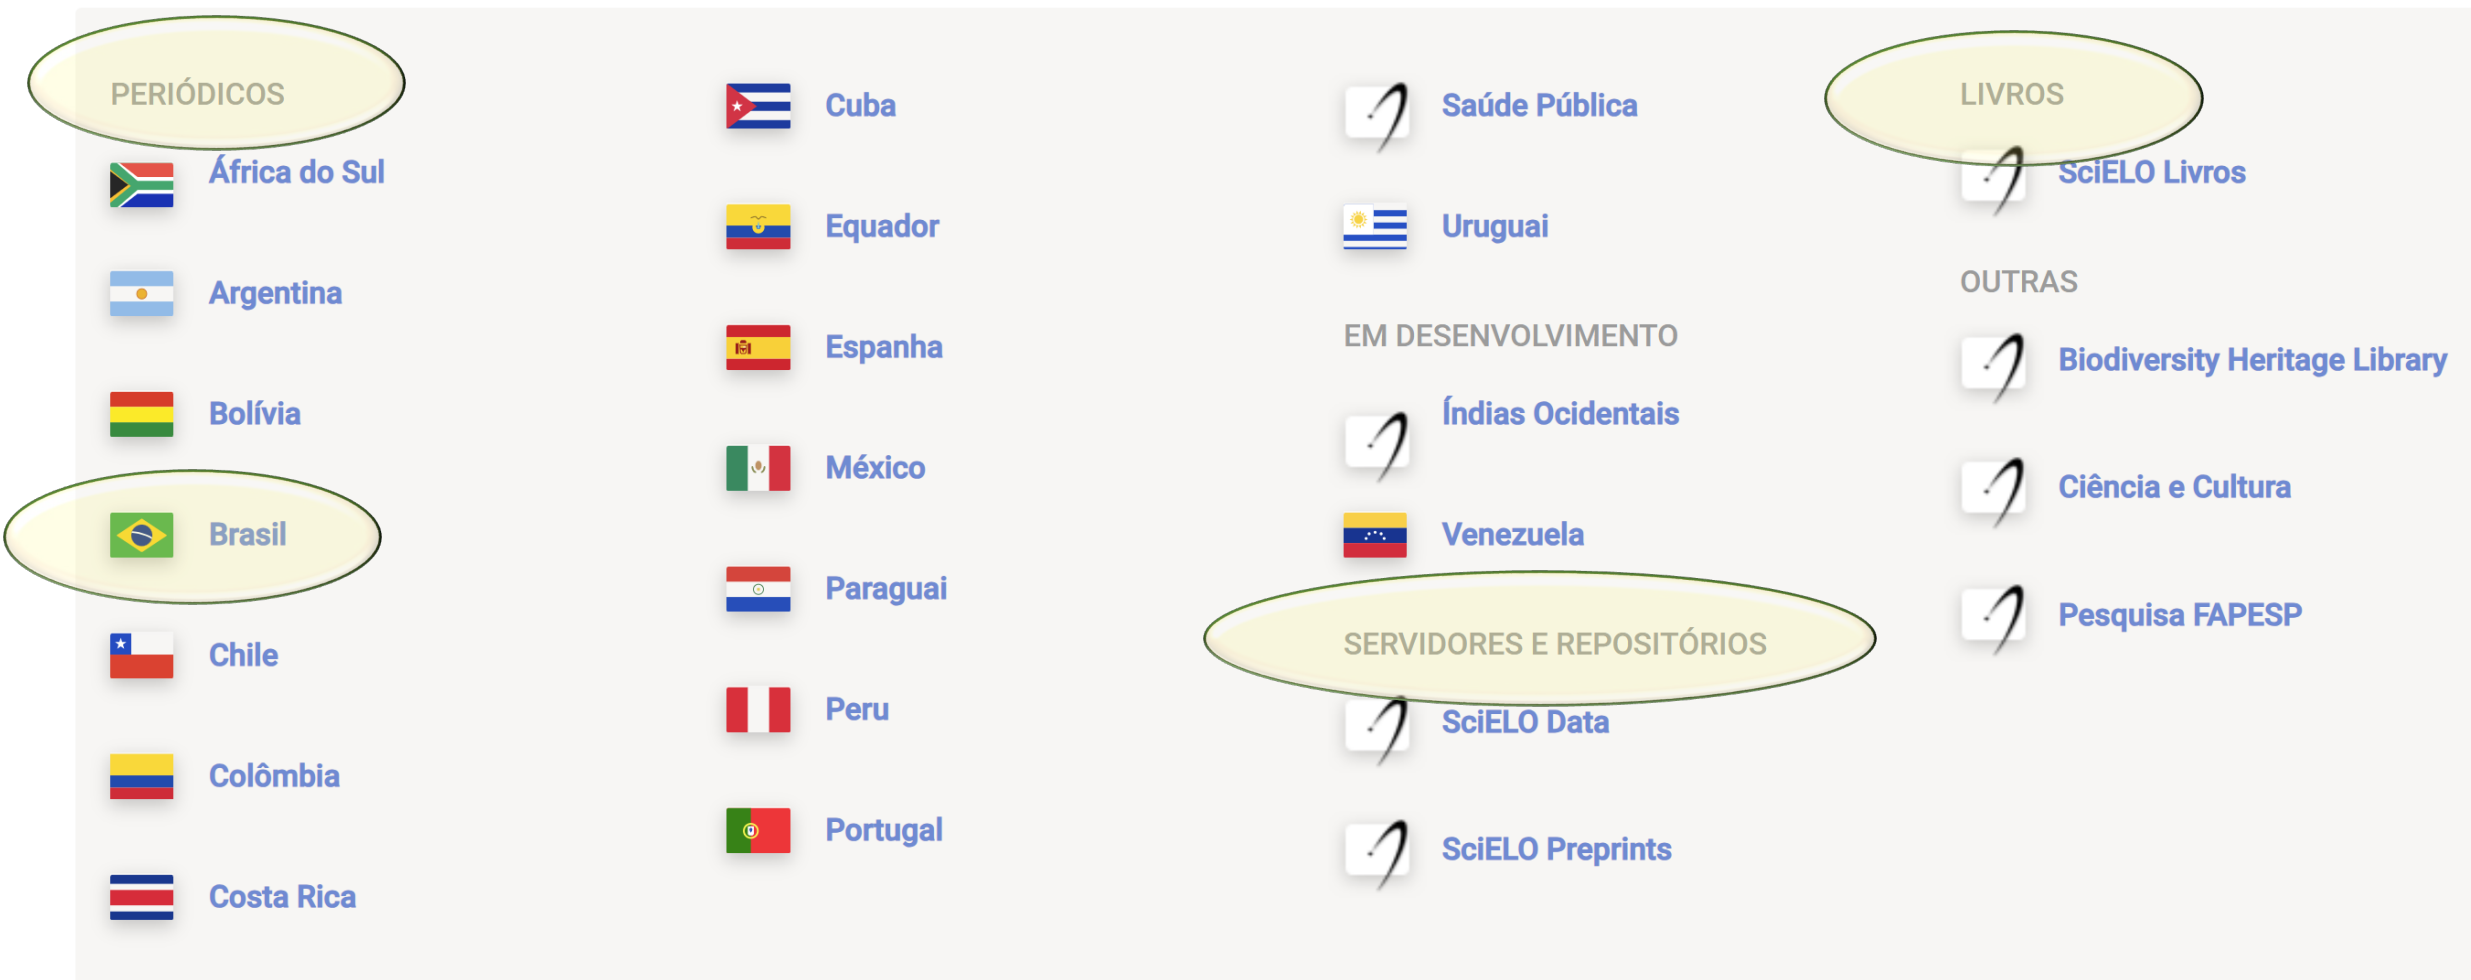 PERIÓDICOS
África do Sul
Argentina
Bolívia
Brasil
Chile
Colômbia
Costa Rica
Cuba
Equador
Espanha
México
Paraguai
Peru
Portugal
Saúde Pública
Uruguai
EM DESENVOLVIMENTO
Índias Ocidentais
Venezuela
SERVIDORES E REPOSITÓRIOS
SciELO Data
SciELO Preprints
LIVROS
SciELO Livros
OUTRAS
Biodiversity Heritage Library
Ciência e Cultura
Pesquisa FAPESP